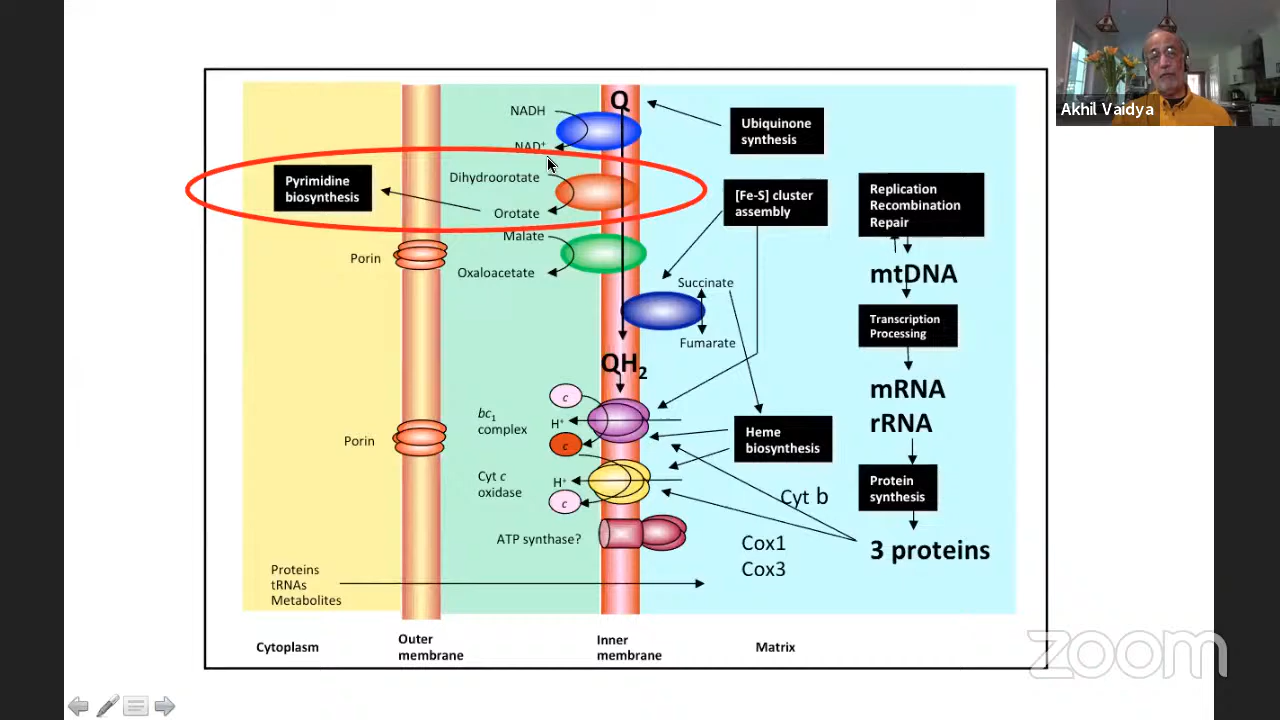 Akhil Vaidya
NADH
Q
NAD⁺
Ubiquinone
synthesis
Pyrimidine
biosynthesis
Dihydroorotate
Orotate
[Fe-S] cluster
assembly
Replication
Recombination
Repair
Malate
Oxaloacetate
Porin
mtDNA
Succinate
Fumarate
Transcription
Processing
QH₂
mRNA
rRNA
c
bc₁
complex
H⁺
c
Porin
Heme
biosynthesis
Cyt c
oxidase
H⁺
c
Cyt b
Protein
synthesis
ATP synthase?
Cox1
Cox3
3 proteins
Proteins
tRNAs
Metabolites
Cytoplasm
Outer
membrane
Inner
membrane
Matrix
zoom